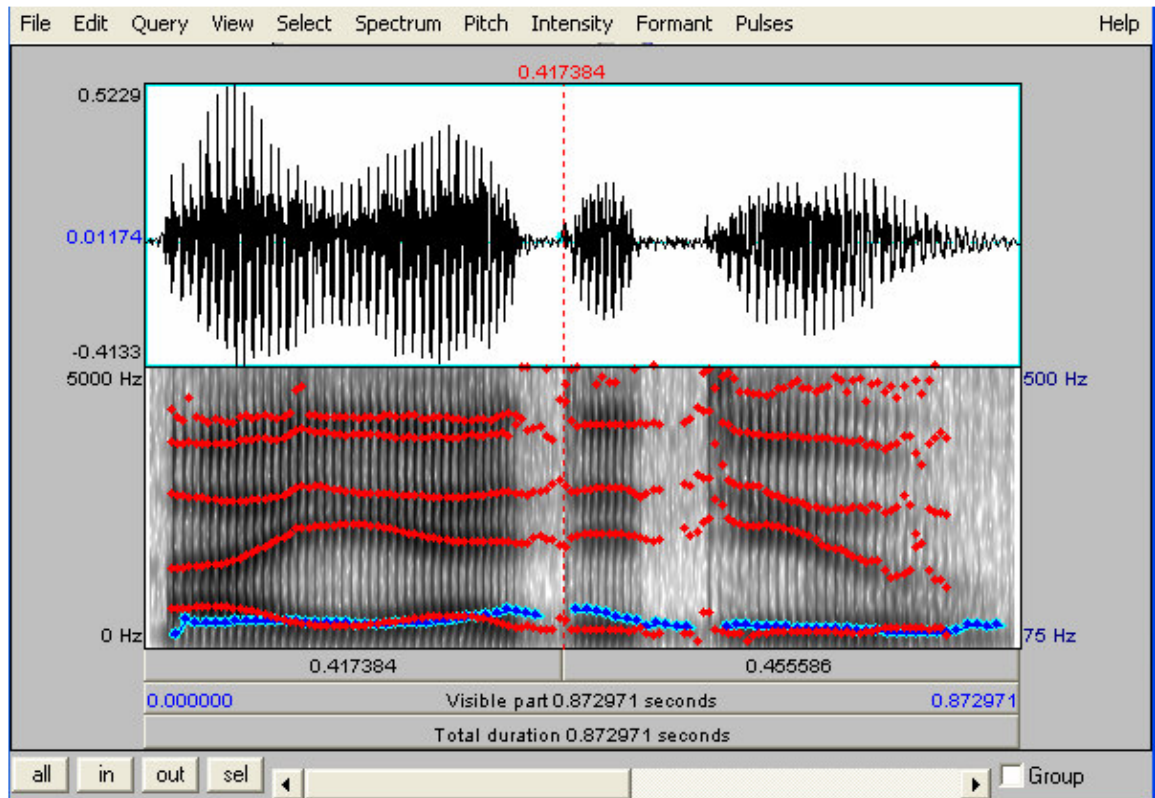 File Edit Query View Select Spectrum Pitch Intensity Formant Pulses Help
0.417384
0.5229
0.01174
-0.4133
5000 Hz 500 Hz
0 Hz 75 Hz
0.417384 0.455586
0.000000 Visible part 0.872971 seconds 0.872971
Total duration 0.872971 seconds
all in out sel Group